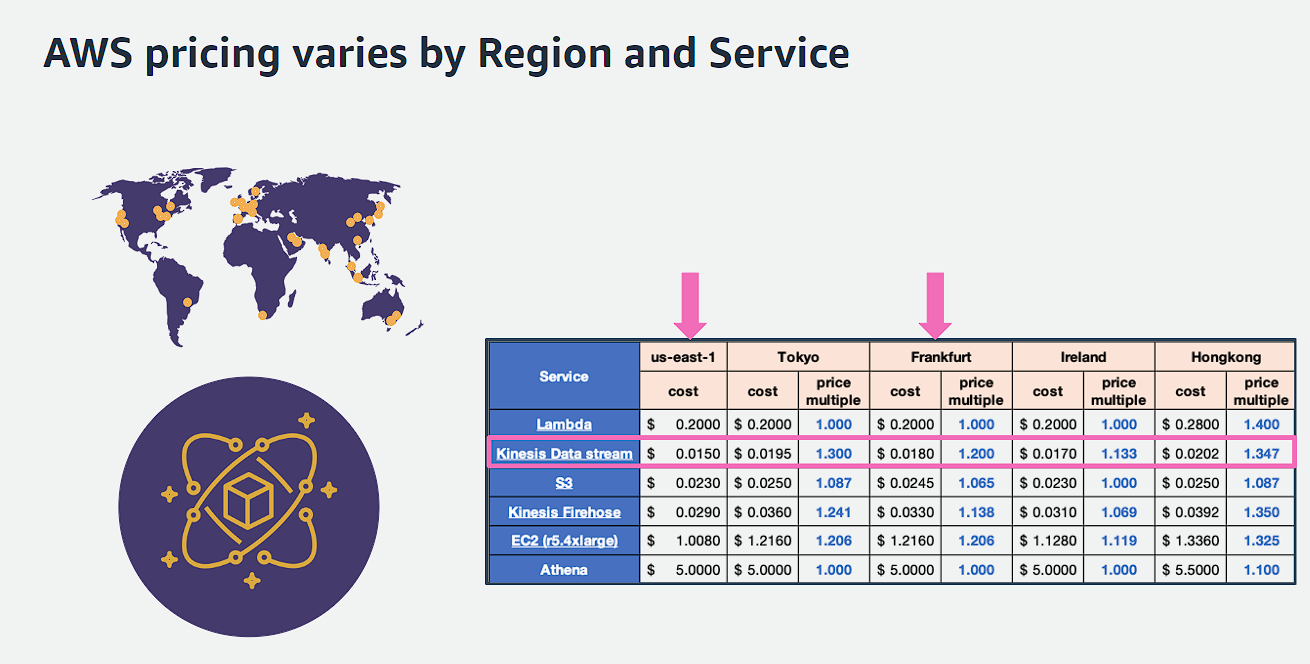 AWS pricing varies by Region and Service
Service us-east-1 Tokyo Frankfurt Ireland Hongkong
cost cost price multiple cost price multiple cost price multiple cost price multiple
Lambda $ 0.2000 $ 0.2000 1.000 $ 0.2000 1.000 $ 0.2000 1.000 $ 0.2800 1.400
Kinesis Data stream $ 0.0150 $ 0.0195 1.300 $ 0.0180 1.200 $ 0.0170 1.133 $ 0.0202 1.347
S3 $ 0.0230 $ 0.0250 1.087 $ 0.0245 1.065 $ 0.0230 1.000 $ 0.0250 1.087
Kinesis Firehose $ 0.0290 $ 0.0360 1.241 $ 0.0330 1.138 $ 0.0310 1.069 $ 0.0392 1.350
EC2 (r5.4xlarge) $ 1.0080 $ 1.2160 1.206 $ 1.2160 1.206 $ 1.1280 1.119 $ 1.3360 1.325
Athena $ 5.0000 $ 5.0000 1.000 $ 5.0000 1.000 $ 5.0000 1.000 $ 5.5000 1.100